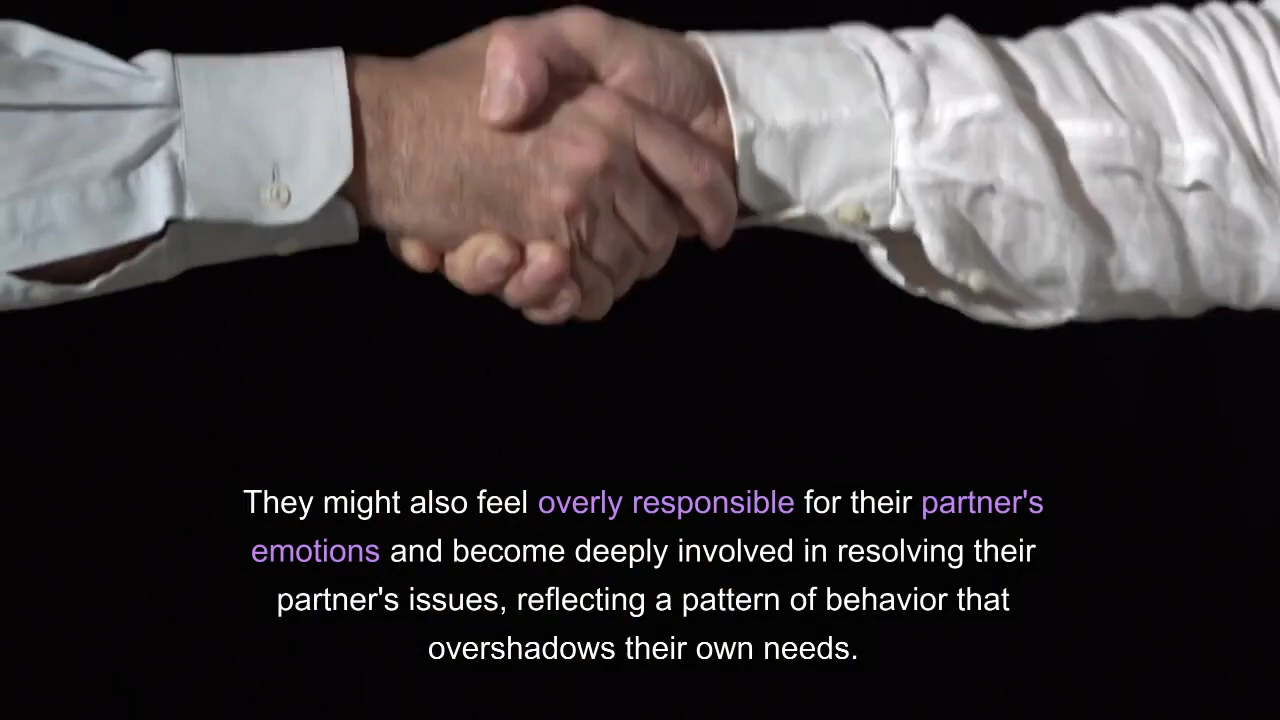 They might also feel overly responsible for their partner's
emotions and become deeply involved in resolving their
partner's issues, reflecting a pattern of behavior that
overshadows their own needs.